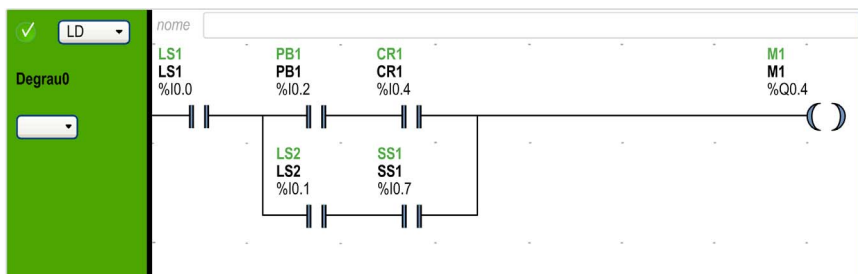 LD
nome
Degrau0
LS1
LS1
%I0.0
PB1
PB1
%I0.2
CR1
CR1
%I0.4
M1
M1
%Q0.4
LS2
LS2
%I0.1
SS1
SS1
%I0.7